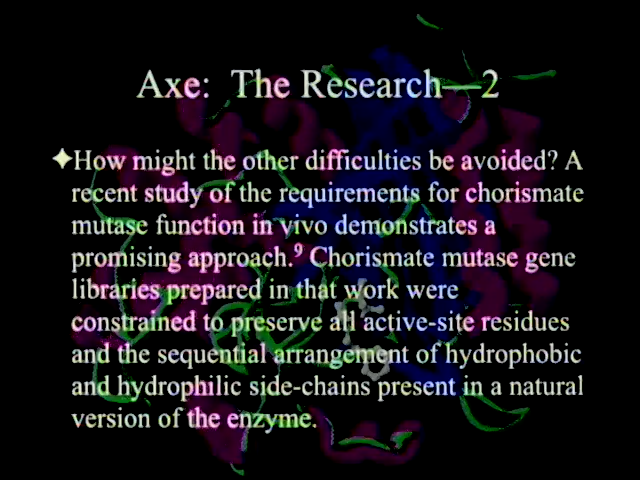 Axe: The Research—2
✦How might the other difficulties be avoided? A
recent study of the requirements for chorismate
mutase function in vivo demonstrates a
promising approach.⁹ Chorismate mutase gene
libraries prepared in that work were
constrained to preserve all active-site residues
and the sequential arrangement of hydrophobic
and hydrophilic side-chains present in a natural
version of the enzyme.